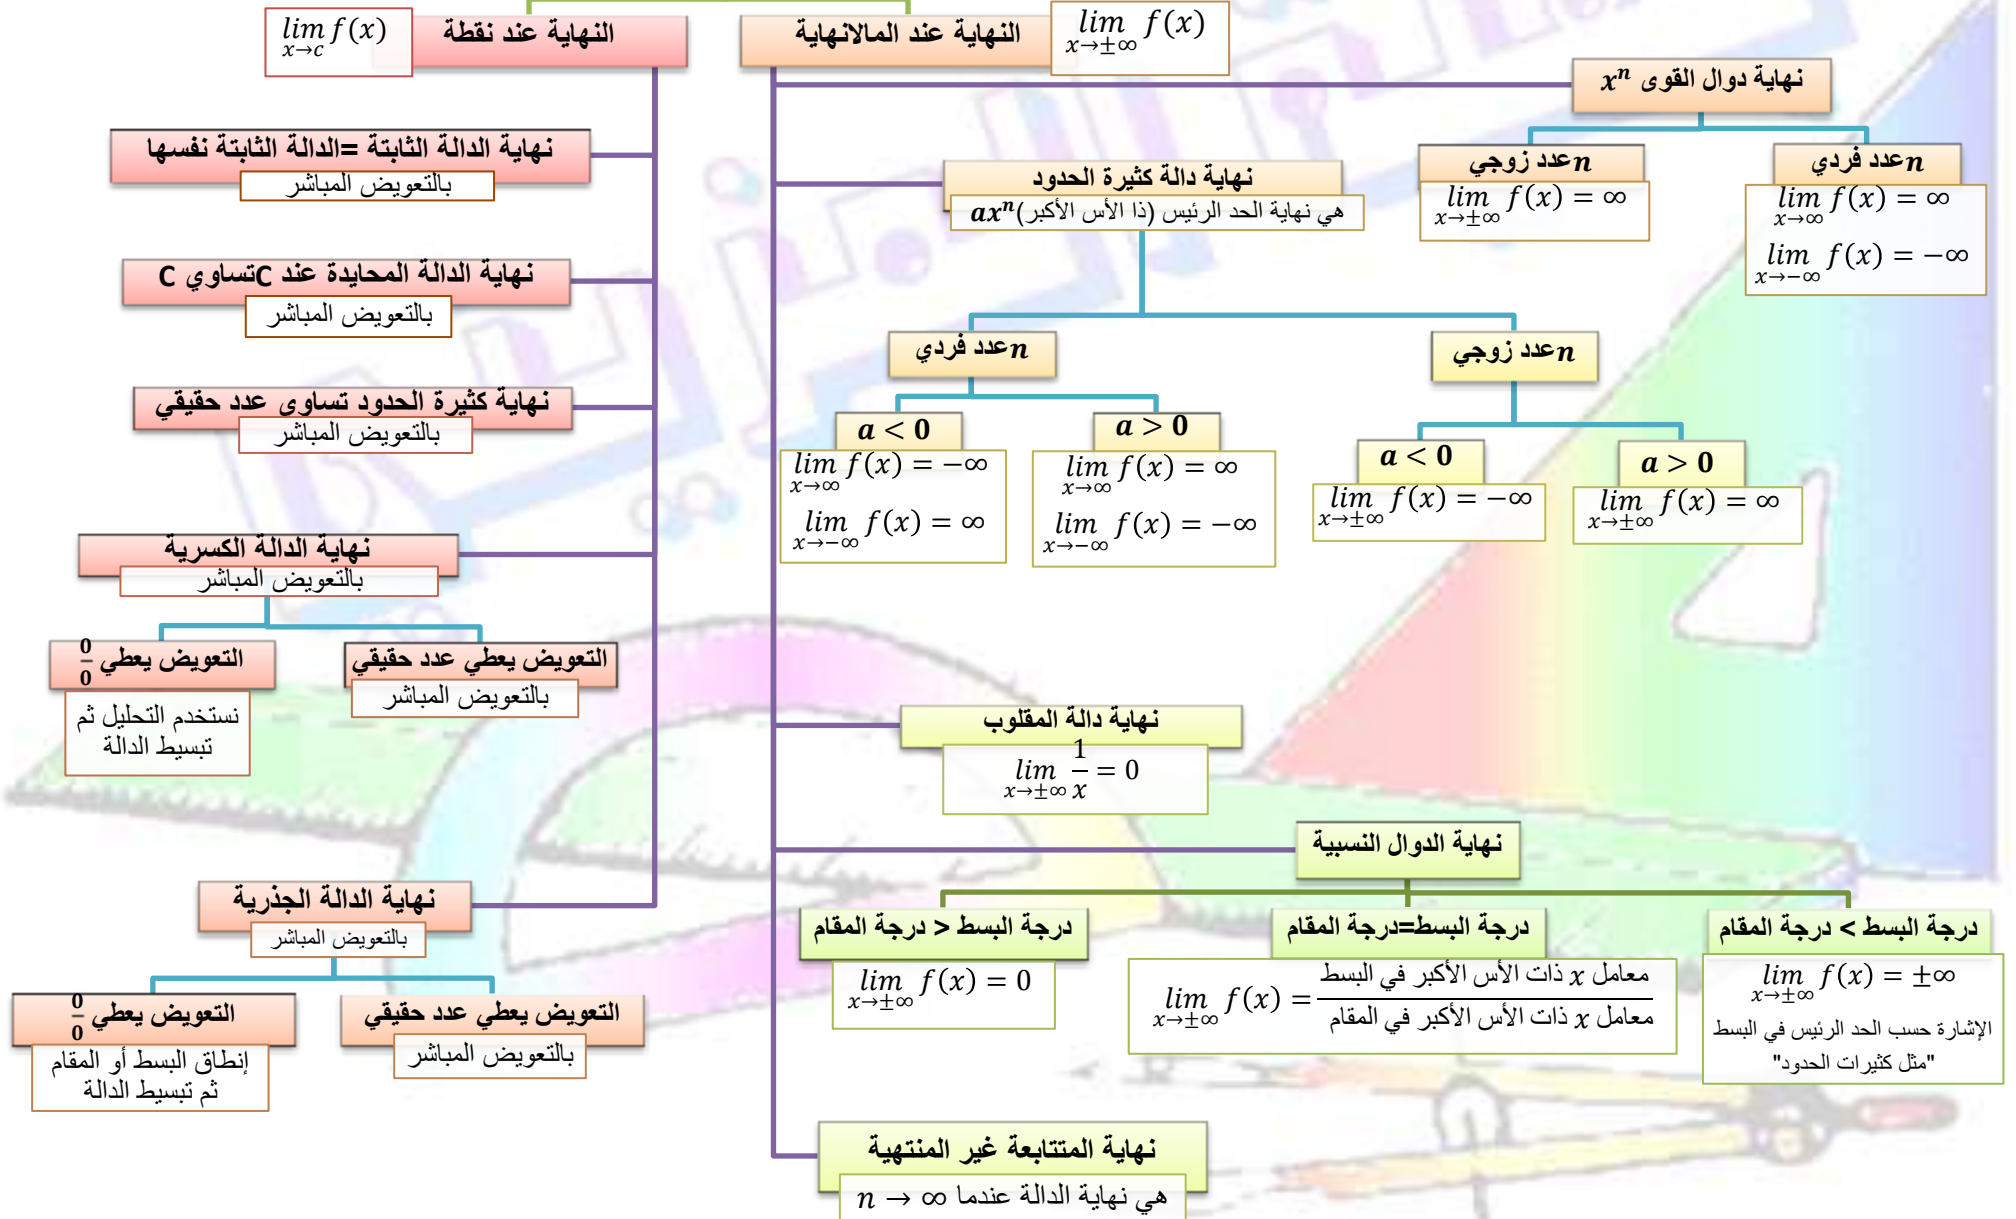 النهاية عند نقطة
lim x→c f(x)
نهاية الدالة الثابتة =الدالة الثابتة نفسها
بالتعويض المباشر
نهاية الدالة المحايدة عند C تساوي C
بالتعويض المباشر
نهاية كثيرة الحدود تساوي عدد حقيقي
بالتعويض المباشر
نهاية الدالة الكسرية
بالتعويض المباشر
التعويض يعطي عدد حقيقي
بالتعويض المباشر
التعويض يعطي 0/0
نستخدم التحليل ثم
تبسيط الدالة
نهاية الدالة الجذرية
بالتعويض المباشر
التعويض يعطي عدد حقيقي
بالتعويض المباشر
التعويض يعطي 0/0
إنطاق البسط أو المقام
ثم تبسيط الدالة
النهاية عند المالانهاية
lim x→±∞ f(x)
نهاية دوال القوى xⁿ
n عدد فردي
lim x→∞ f(x) = ∞
lim x→−∞ f(x) = −∞
n عدد زوجي
lim x→±∞ f(x) = ∞
نهاية دالة كثيرة الحدود
هي نهاية الحد الرئيس (ذا الأس الأكبر) axⁿ
n عدد زوجي
a > 0
lim x→±∞ f(x) = ∞
a < 0
lim x→±∞ f(x) = −∞
n عدد فردي
a > 0
lim x→∞ f(x) = ∞
lim x→−∞ f(x) = −∞
a < 0
lim x→∞ f(x) = −∞
lim x→−∞ f(x) = ∞
نهاية دالة المقلوب
lim x→±∞ 1/x = 0
نهاية الدوال النسبية
درجة البسط > درجة المقام
lim x→±∞ f(x) = ±∞
الإشارة حسب الحد الرئيس في البسط
"مثل كثيرات الحدود"
درجة البسط=درجة المقام
lim x→±∞ f(x) = معامل x ذات الأس الأكبر في البسط / معامل x ذات الأس الأكبر في المقام
درجة البسط < درجة المقام
lim x→±∞ f(x) = 0
نهاية المتتابعة غير المنتهية
هي نهاية الدالة عندما n → ∞